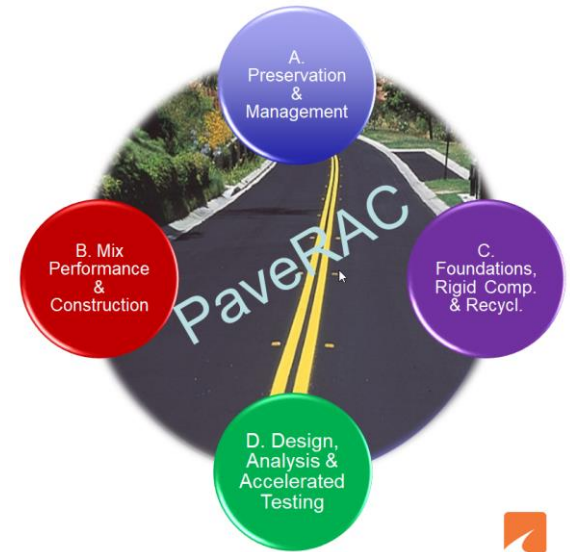 A.
Preservation
&
Management
B. Mix
Performance
&
Construction
PaveRAC
C.
Foundations,
Rigid Comp.
& Recycl.
D. Design,
Analysis &
Accelerated
Testing